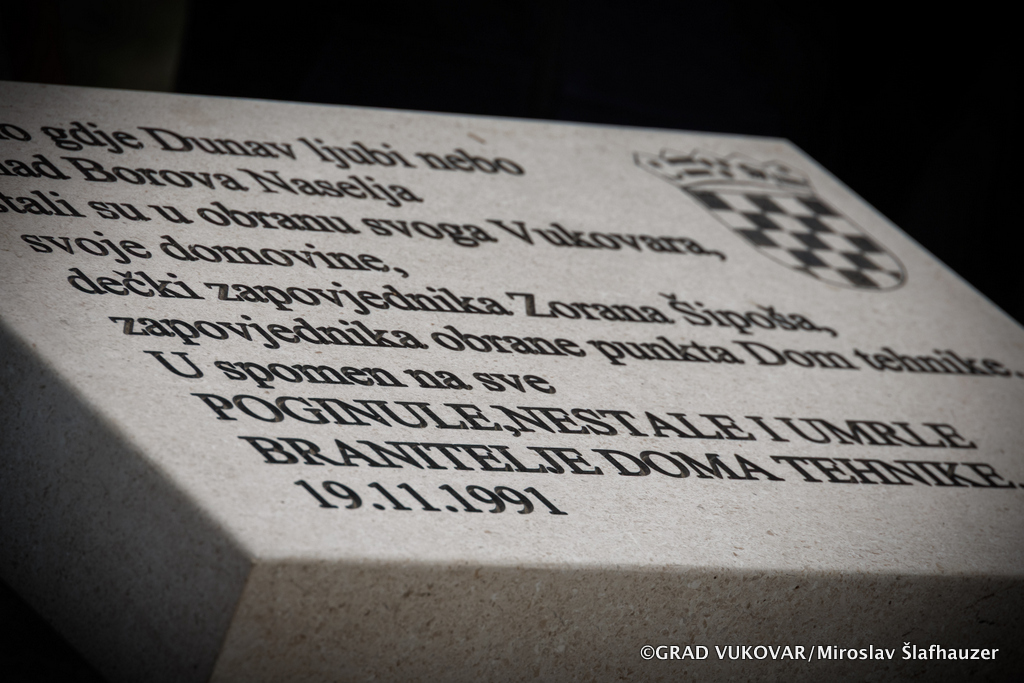 gdje Dunav ljubi nebo
Borova Naselja
su u obranu svoga Vukovara,
svoje domovine,
dečki zapovjednika Zorana Šipoša,
zapovjednika obrane punkta Dom tehnike.
U spomen na sve
POGINULE,NESTALE I UMRLE
BRANITELJE DOMA TEHNIKE.
19.11.1991
©GRAD VUKOVAR/Miroslav Šlafhauzer